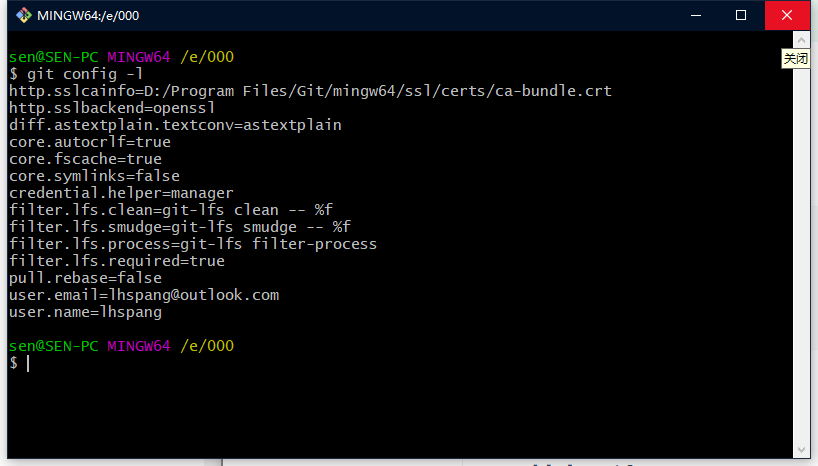 MINGW64:/e/000
关闭
sen@SEN-PC MINGW64 /e/000
$ git config -l
http.sslcainfo=D:/Program Files/Git/mingw64/ssl/certs/ca-bundle.crt
http.sslbackend=openssl
diff.astextplain.textconv=astextplain
core.autocrlf=true
core.fscache=true
core.symlinks=false
credential.helper=manager
filter.lfs.clean=git-lfs clean -- %f
filter.lfs.smudge=git-lfs smudge -- %f
filter.lfs.process=git-lfs filter-process
filter.lfs.required=true
pull.rebase=false
user.email=lhspang@outlook.com
user.name=lhspang
sen@SEN-PC MINGW64 /e/000
$